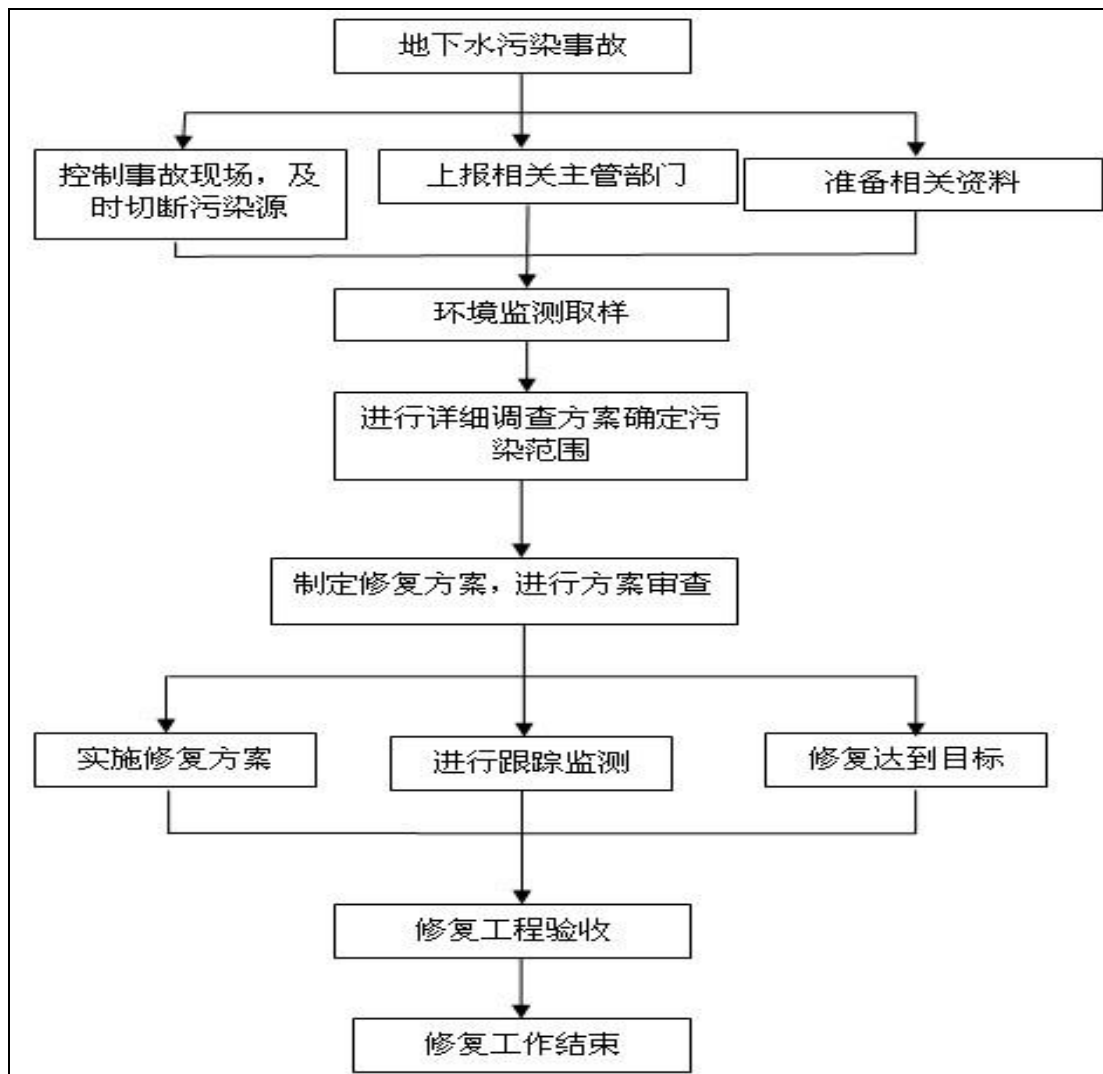 地下水污染事故
控制事故现场，及
时切断污染源
上报相关主管部门
准备相关资料
环境监测取样
进行详细调查方案确定污
染范围
制定修复方案，进行方案审查
实施修复方案
进行跟踪监测
修复达到目标
修复工程验收
修复工作结束